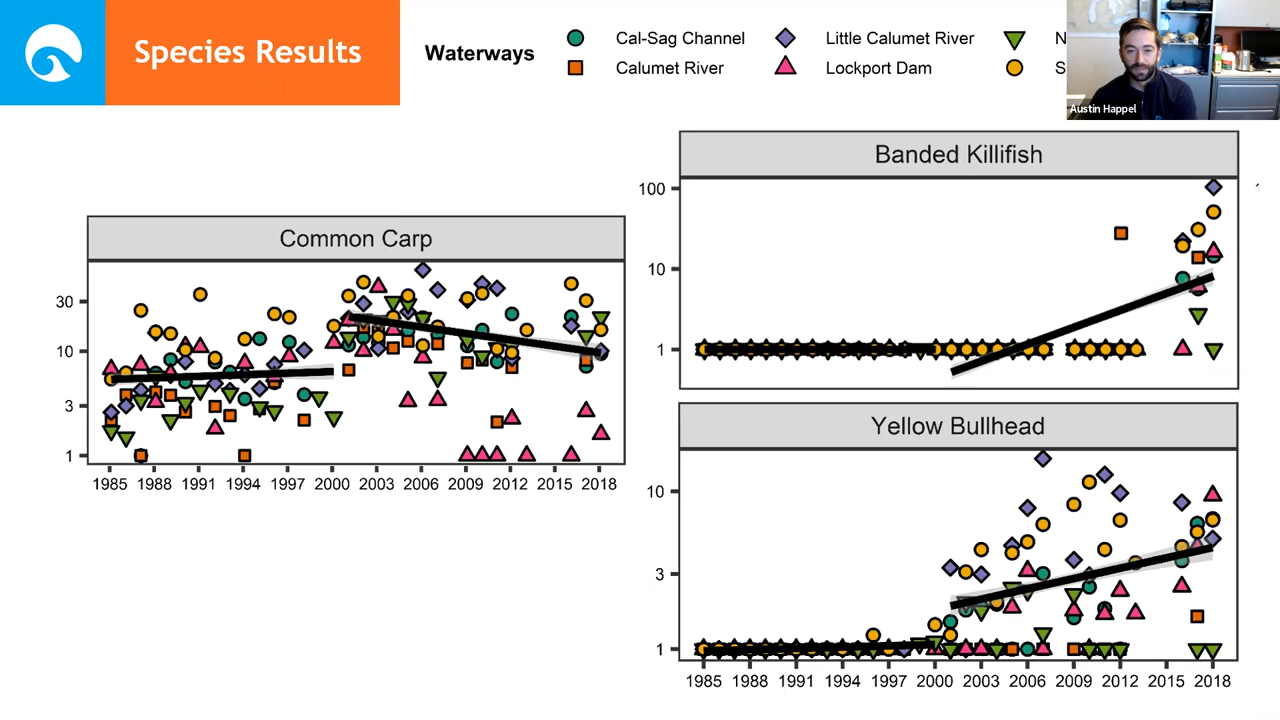 Species Results
Waterways
Cal-Sag Channel
Little Calumet River
N
Calumet River
Lockport Dam
S
Austin Happel
Common Carp
30
10
3
1
1985 1988 1991 1994 1997 2000 2003 2006 2009 2012 2015 2018
Banded Killifish
100
10
1
Yellow Bullhead
10
3
1
1985 1988 1991 1994 1997 2000 2003 2006 2009 2012 2015 2018